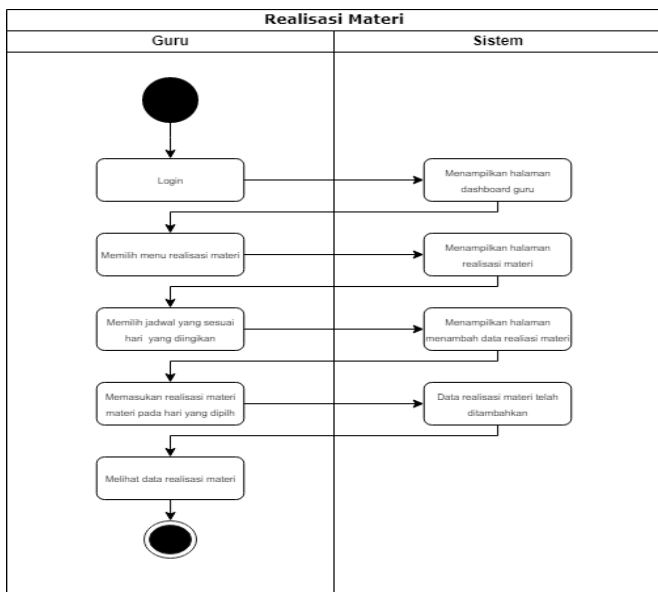 Realisasi Materi
Guru
Sistem
Login
Menampilkan halaman
dashboard guru
Memilih menu realisasi materi
Menampilkan halaman
realisasi materi
Memilih jadwal yang sesuai
hari yang diingikan
Menampilkan halaman
menambah data realiasi materi
Memasukan realisasi materi
materi pada hari yang dipilh
Data realisasi materi telah
ditambahkan
Melihat data realisasi materi